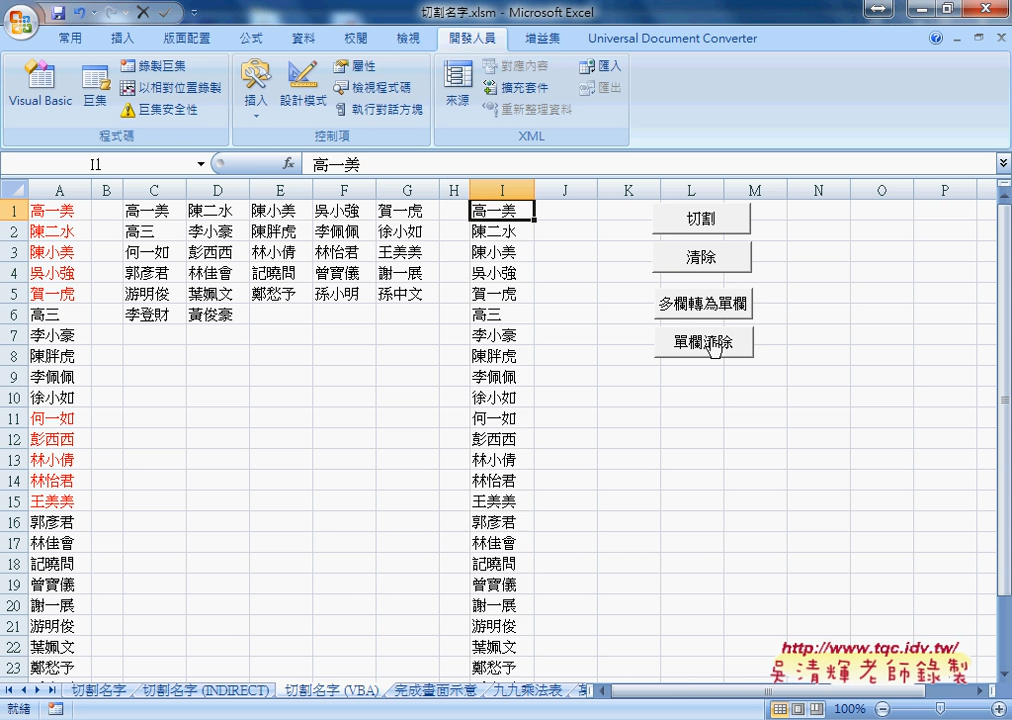 切割名字.xlsm - Microsoft Excel
常用 插入 版面配置 公式 資料 校閱 檢視 開發人員 增益集 Universal Document Converter
Visual Basic 巨集 錄製巨集 以相對位置錄製 巨集安全性 程式碼
插入 設計模式 屬性 檢視程式碼 執行對話方塊 控制項
來源 對應內容 擴充套件 重新整理資料 匯入 匯出 XML
I1 fx 高一美
A B C D E F G H I J K L M N O P
1 高一美 高一美 陳二水 陳小美 吳小強 賀一虎 高一美
切割
2 陳二水 高三 李小豪 陳胖虎 李佩佩 徐小如 陳二水
3 陳小美 何一如 彭西西 林小倩 林怡君 王美美 陳小美
清除
4 吳小強 郭彥君 林佳會 記曉問 曾寶儀 謝一展 吳小強
5 賀一虎 游明俊 葉姵文 鄭愁予 孫小明 孫中文 賀一虎
多欄轉為單欄
6 高三 李登財 黃俊豪 高三
7 李小豪 李小豪
單欄清除
8 陳胖虎 陳胖虎
9 李佩佩 李佩佩
10 徐小如 徐小如
11 何一如 何一如
12 彭西西 彭西西
13 林小倩 林小倩
14 林怡君 林怡君
15 王美美 王美美
16 郭彥君 郭彥君
17 林佳會 林佳會
18 記曉問 記曉問
19 曾寶儀 曾寶儀
20 謝一展 謝一展
21 游明俊 游明俊
22 葉姵文 葉姵文
23 鄭愁予 鄭愁予
http://www.tqc.idv.tw/
吳清輝老師錄製
切割名字 切割名字 (INDIRECT) 切割名字 (VBA) 完成畫面示意 九九乘法表
就緒 100%